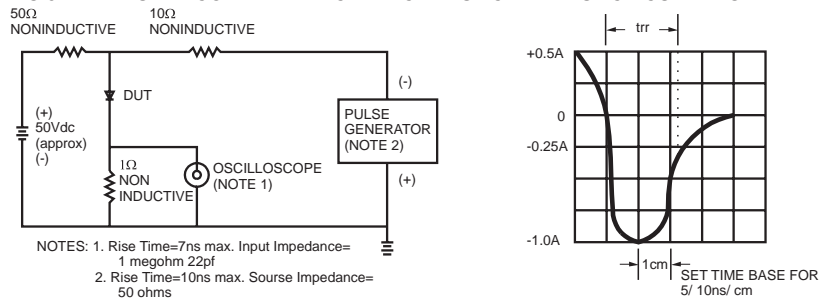 50Ω
NONINDUCTIVE
10Ω
NONINDUCTIVE
DUT
(+)
50Vdc
(approx)
(-)
1Ω
NON
INDUCTIVE
OSCILLOSCOPE
(NOTE 1)
(-)
PULSE
GENERATOR
(NOTE 2)
(+)
NOTES: 1. Rise Time=7ns max. Input Impedance=
1 megohm 22pf
2. Rise Time=10ns max. Sourse Impedance=
50 ohms
trr
+0.5A
0
-0.25A
-1.0A
1cm
SET TIME BASE FOR
5/ 10ns/ cm